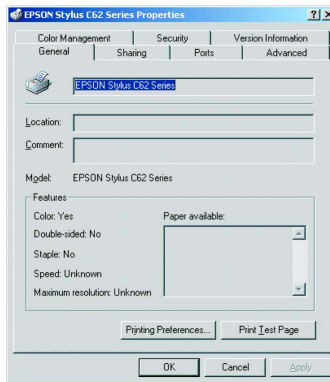 EPSON Stylus C62 Series Properties
Color Management Security Version Information
General Sharing Ports Advanced
EPSON Stylus C62 Series
Location:
Comment:
Model: EPSON Stylus C62 Series
Features
Color: Yes Paper available:
Double-sided: No
Staple: No
Speed: Unknown
Maximum resolution: Unknown
Printing Preferences... Print Test Page
OK Cancel Apply